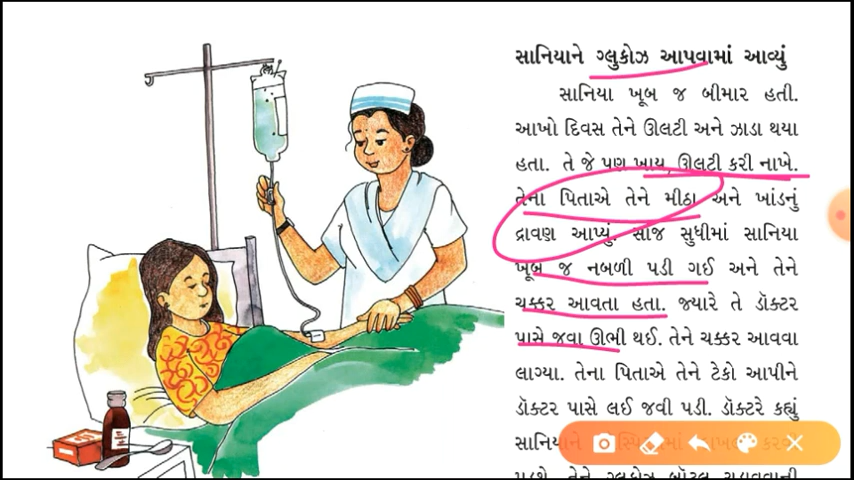 સાનિયાને ગ્લુકોઝ આપવામાં આવ્યું
સાનિયા ખૂબ જ બીમાર હતી.
આખો દિવસ તેને ઊલટી અને ઝાડા થયા
હતા. તે જે પણ ખાય, ઊલટી કરી નાખે.
તેના પિતાએ તેને મીઠા અને ખાંડનું
દ્રાવણ આપ્યું. સાંજ સુધીમાં સાનિયા
ખૂબ જ નબળી પડી ગઈ અને તેને
ચક્કર આવતા હતા. જ્યારે તે ડૉક્ટર
પાસે જવા ઊભી થઈ. તેને ચક્કર આવવા
લાગ્યા. તેના પિતાએ તેને ટેકો આપીને
ડૉક્ટર પાસે લઈ જવી પડી. ડૉક્ટરે કહ્યું